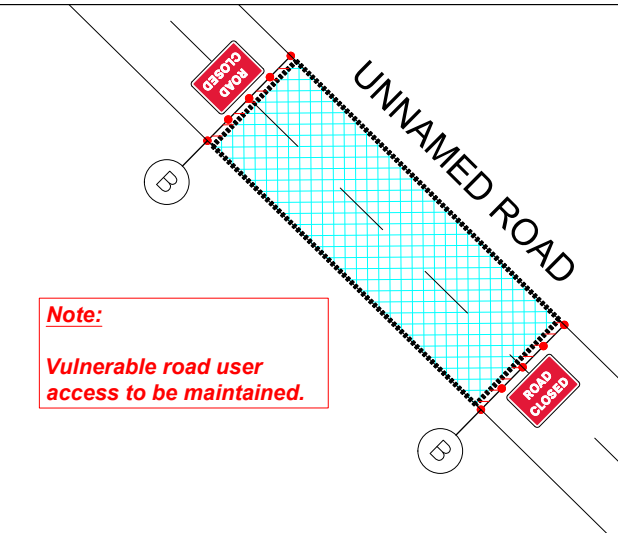 ROAD
CLOSED
UNNAMED ROAD
B
Note:
Vulnerable road user
access to be maintained.
ROAD
CLOSED
B